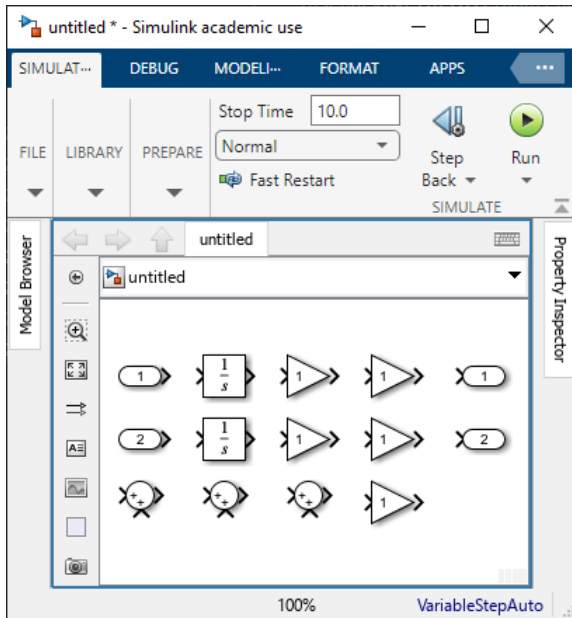 untitled * - Simulink academic use
SIMULAT... DEBUG MODELI... FORMAT APPS ...
Stop Time 10.0
FILE LIBRARY PREPARE Normal Step Back Run
Fast Restart
SIMULATE
Model Browser
untitled
Property Inspector
untitled
1 1/s 1 1 1
2 1/s 1 1 2
+ + + + + + 1
A
100% VariableStepAuto